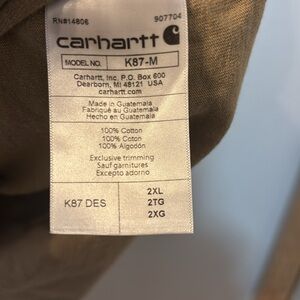 RN#14806 907704
carhartt
MODEL NO. K87-M
Carhartt, Inc. P.O. Box 600
Dearborn, MI 48121 USA
carhartt.com
Made in Guatemala
Fabriqué au Guatemala
Hecho en Guatemala
100% Cotton
100% Coton
100% Algodón
Exclusive trimming
Sauf garnitures
Excepto adorno
K87 DES
2XL
2TG
2XG